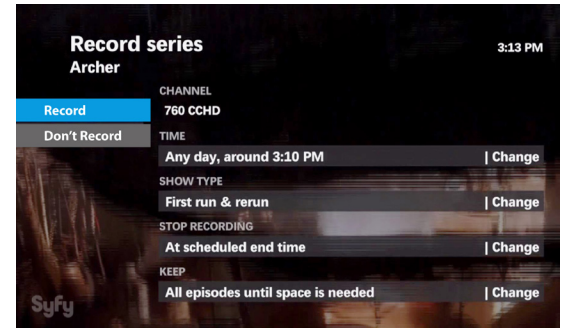 Record series
3:13 PM
Archer
CHANNEL
Record
760 CCHD
Don't Record
TIME
Any day, around 3:10 PM | Change
SHOW TYPE
First run & rerun | Change
STOP RECORDING
At scheduled end time | Change
KEEP
All episodes until space is needed | Change
Syfy